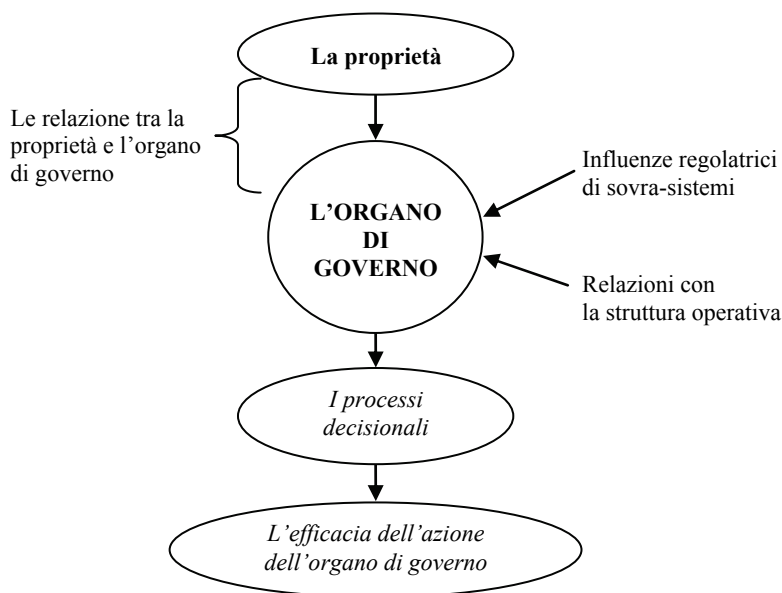 La proprietà
Le relazione tra la
proprietà e l’organo
di governo
L’ORGANO
DI
GOVERNO
Influenze regolatrici
di sovra-sistemi
Relazioni con
la struttura operativa
I processi
decisionali
L’efficacia dell’azione
dell’organo di governo